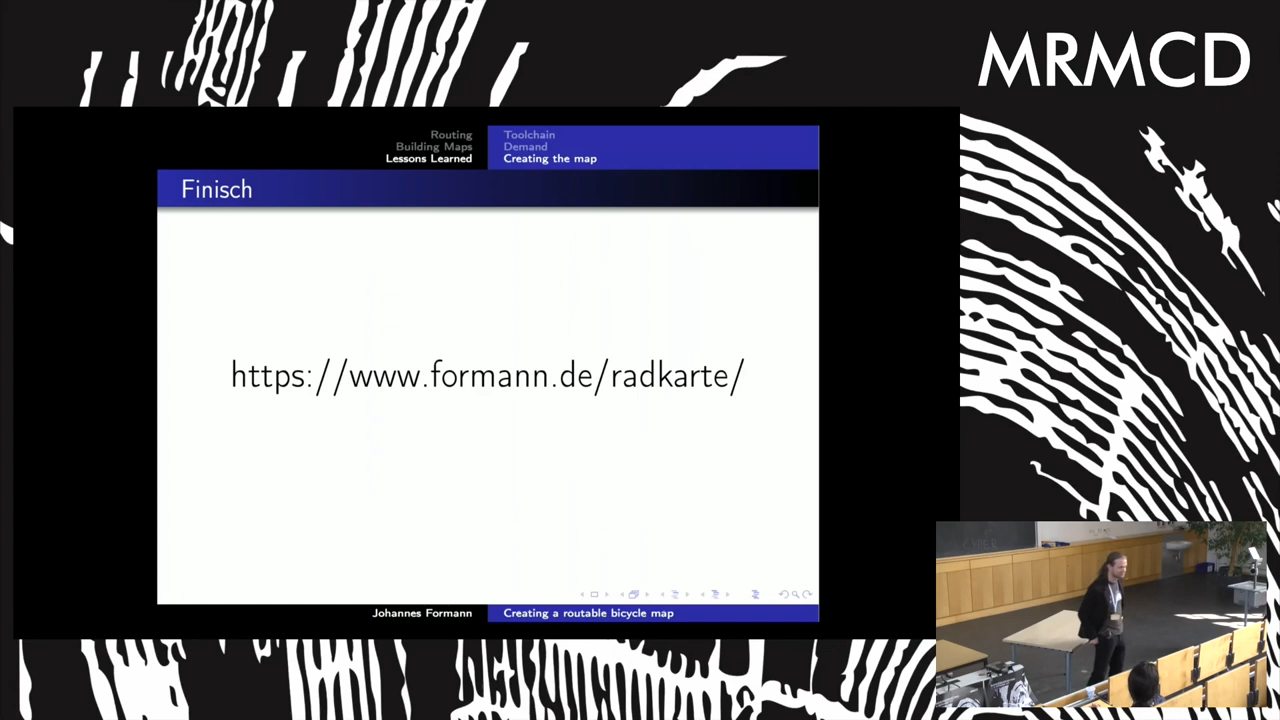 MRMCD
Routing
Building Maps
Lessons Learned
Toolchain
Demand
Creating the map
Finisch
https://www.formann.de/radkarte/
Johannes Formann
Creating a routable bicycle map